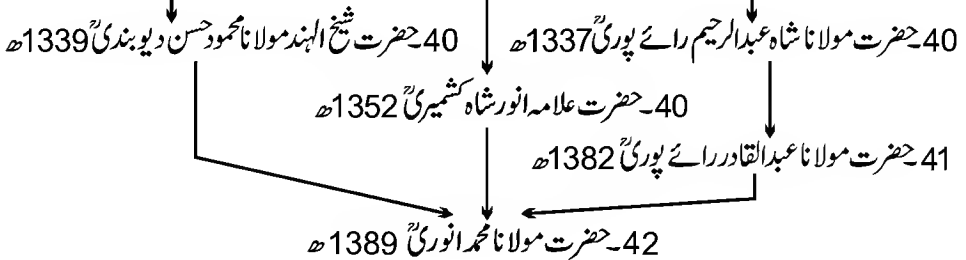 40۔حضرت مولانا شاہ عبدالرحیم رائے پوریؒ 1337ھ
40۔حضرت شیخ الہند مولانا محمود حسن دیوبندیؒ 1339ھ
40۔حضرت علامہ انور شاہ کشمیریؒ 1352ھ
41۔حضرت مولانا عبدالقادر رائے پوریؒ 1382ھ
42۔حضرت مولانا محمد انوریؒ 1389ھ